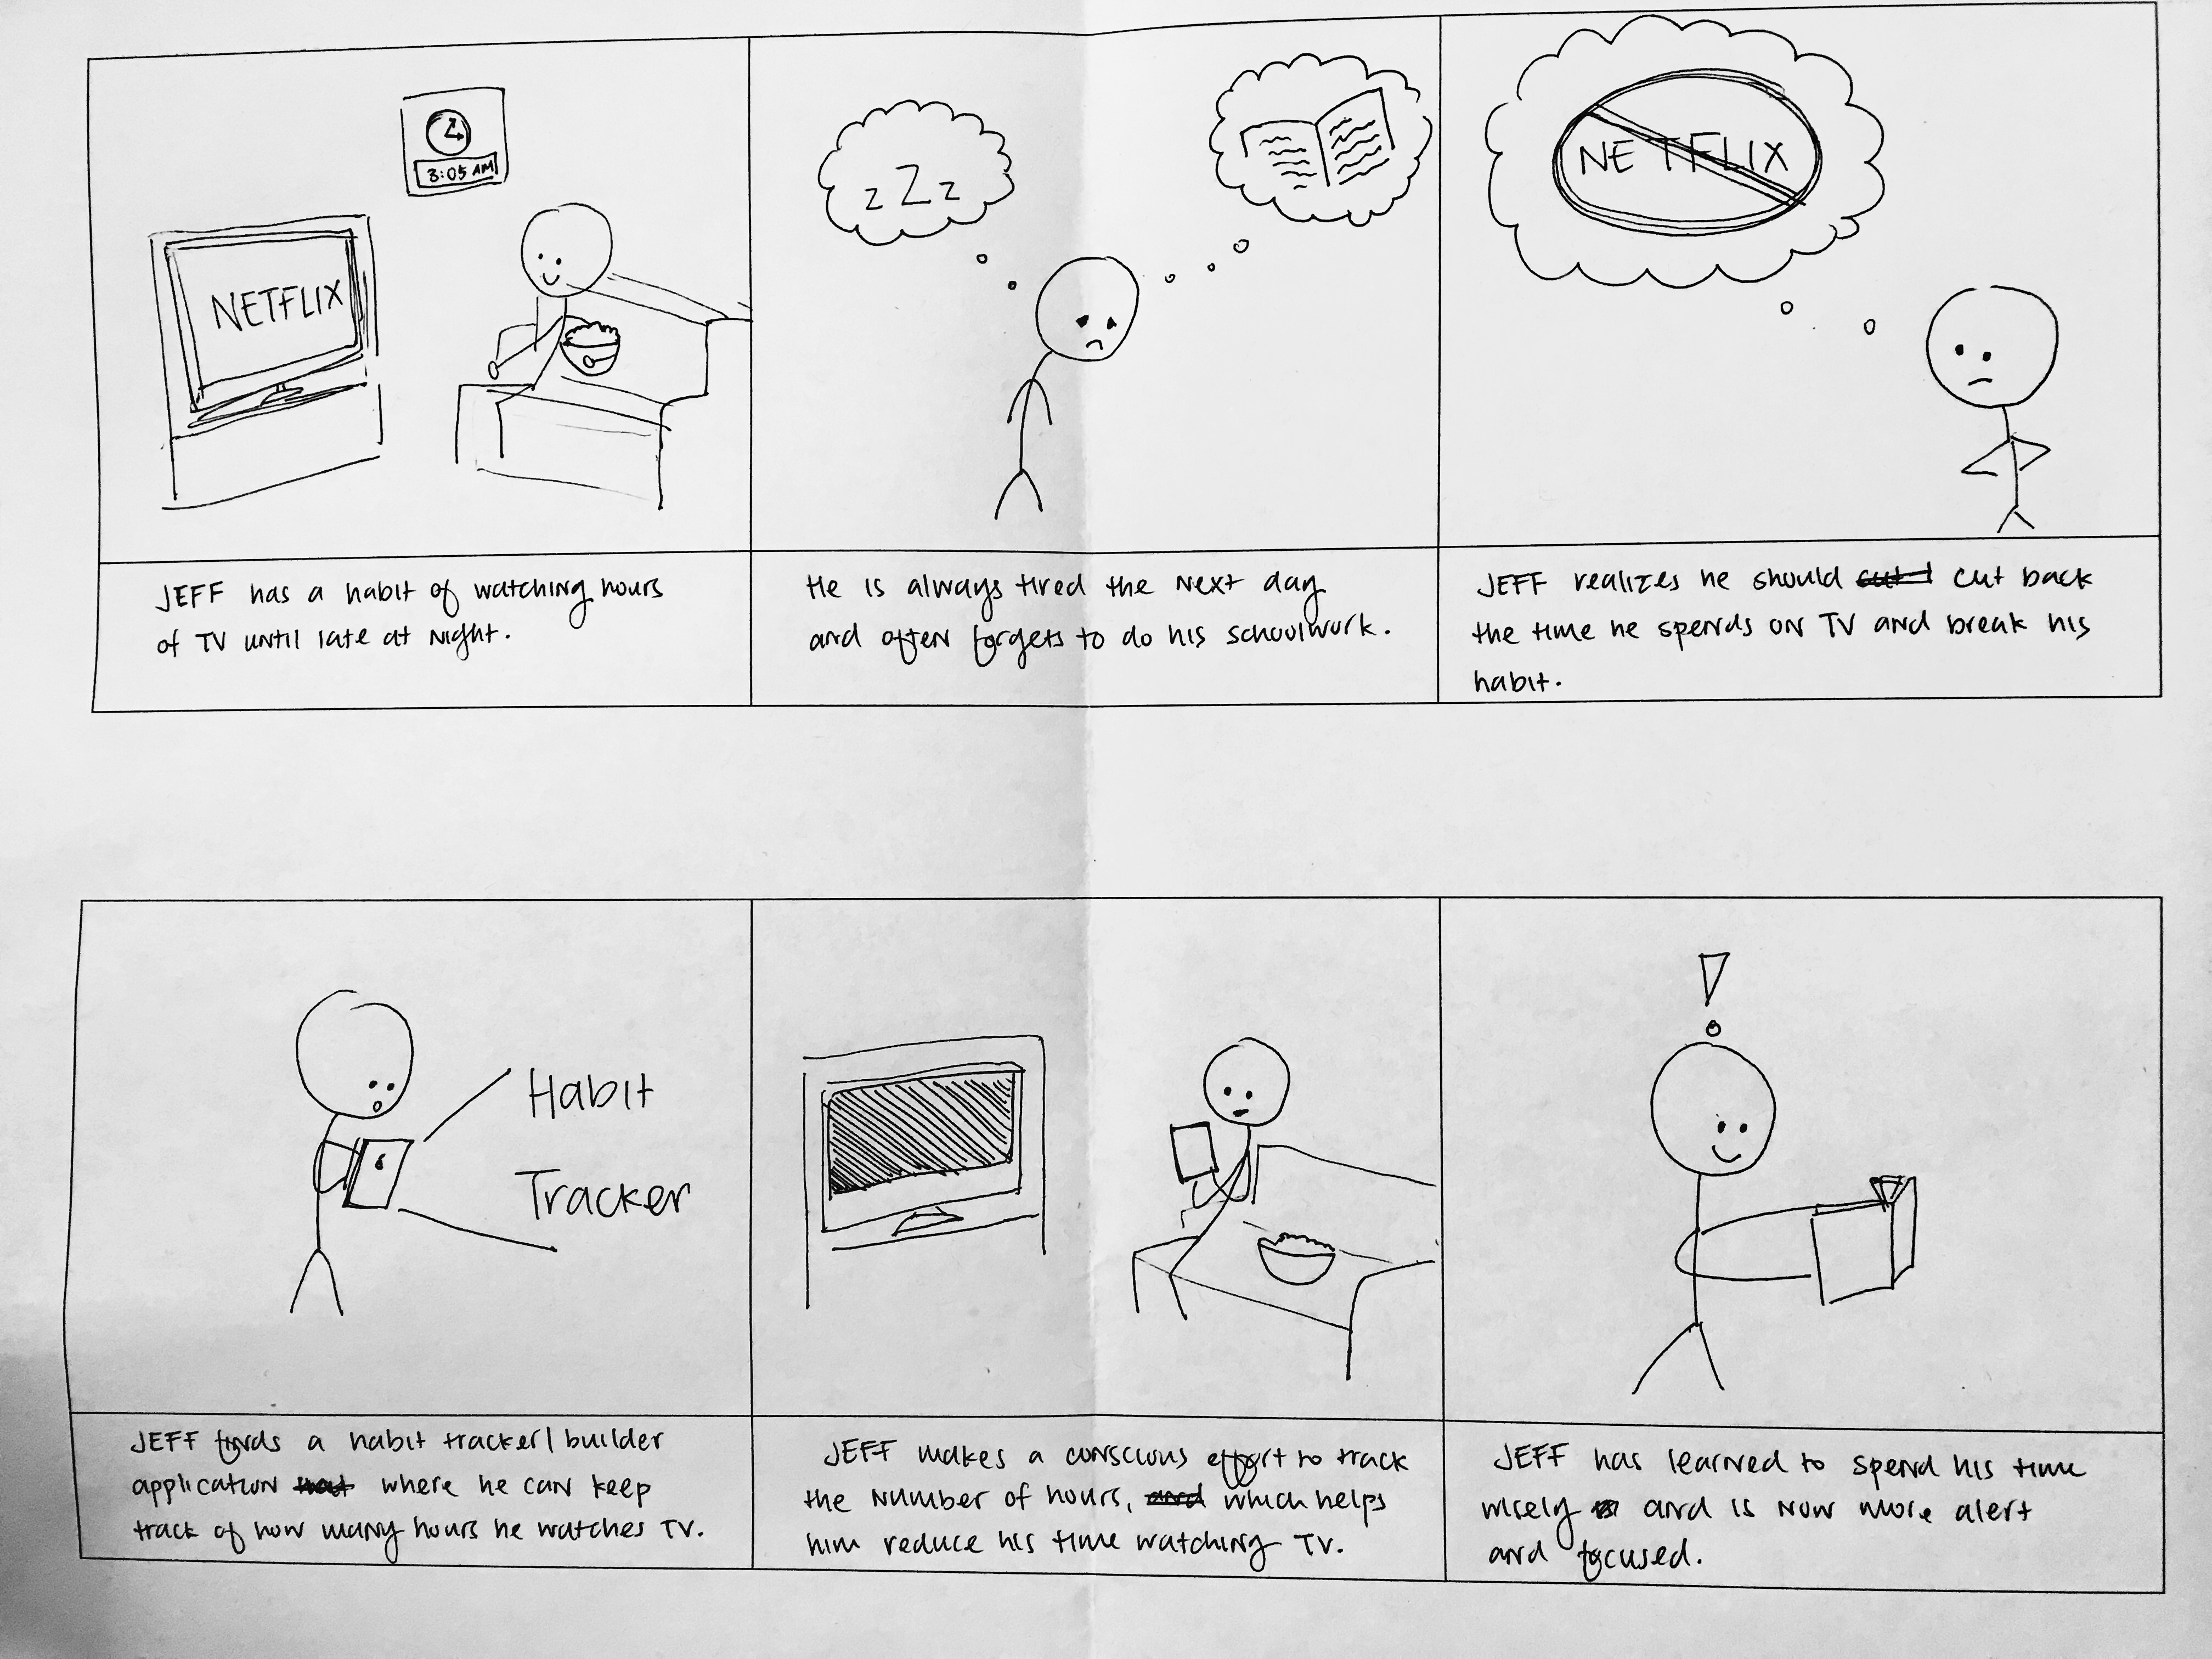 3:05 AM
NETFLIX
JEFF has a habit of watching hours
of TV until late at night.
z Z z
He is always tired the next day
and often forgets to do his schoolwork.
NETFLIX
JEFF realizes he should cut back
the time he spends on TV and break his
habit.
Habit
Tracker
JEFF finds a habit tracker/builder
application where he can keep
track of how many hours he watches TV.
JEFF makes a conscious effort to track
the number of hours, which helps
him reduce his time watching TV.
!
JEFF has learned to spend his time
wisely and is now more alert
and focused.